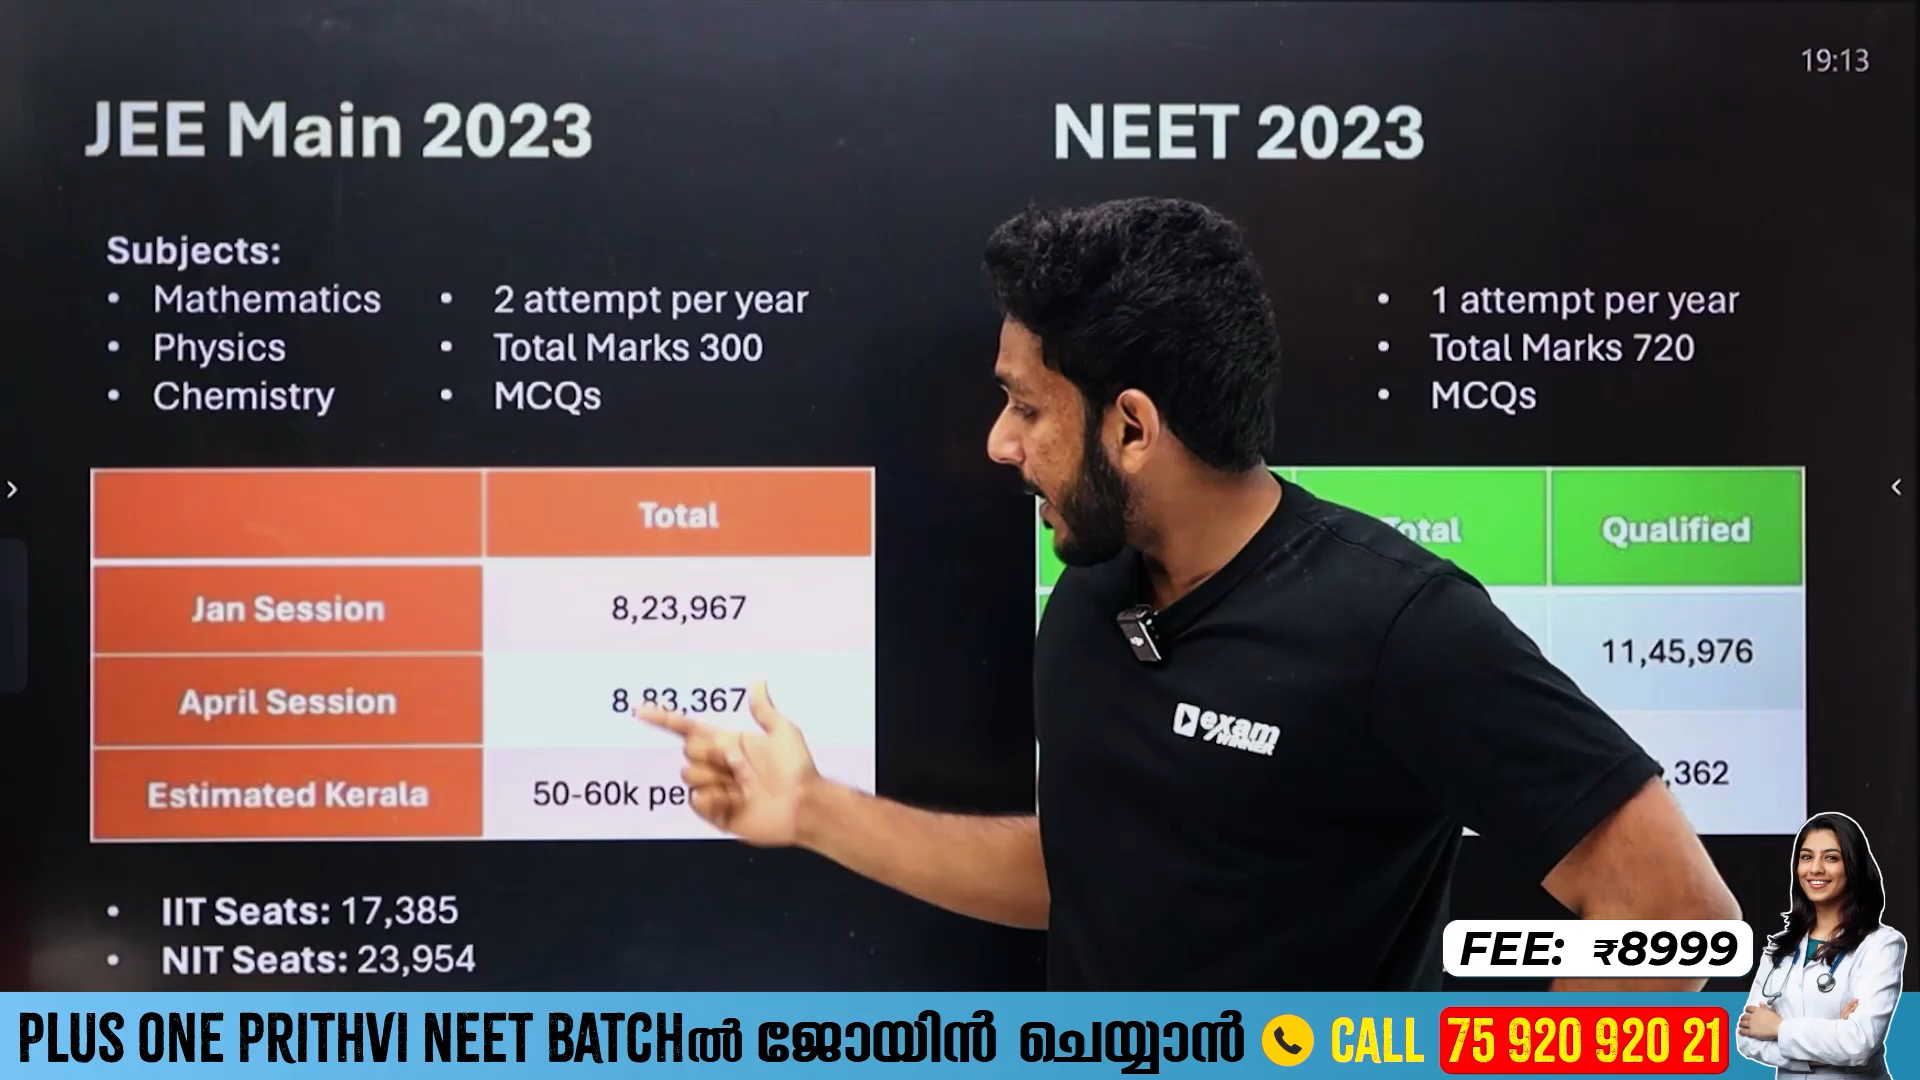 19:13
JEE Main 2023
NEET 2023
Subjects:
• Mathematics
• Physics
• Chemistry
• 2 attempt per year
• Total Marks 300
• MCQs
• 1 attempt per year
• Total Marks 720
• MCQs
Total
Jan Session 8,23,967
April Session 8,83,367
Estimated Kerala 50-60k
• IIT Seats: 17,385
• NIT Seats: 23,954
Total Qualified
11,45,976
,362
exam
WINNER
FEE: ₹8999
PLUS ONE PRITHVI NEET BATCHൽ ജോയിൻ ചെയ്യാൻ CALL 75 920 920 21